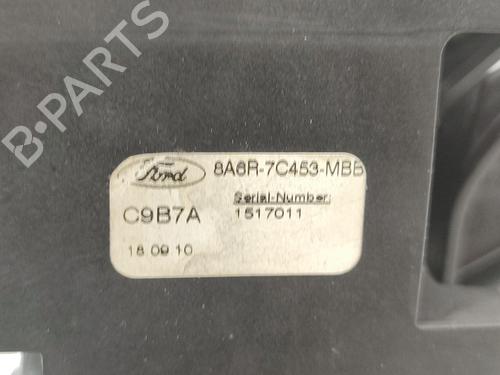 B-PARTS
Ford
8A6R-7C453-MBB
Serial-Number:
C9B7A
1517011
18 09 10